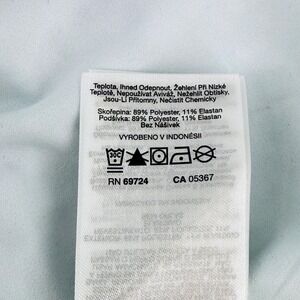 Teplota, Ihned Odepnout, Žehlení Při Nízké
Teplotě, Nepoužívat Aviváž, Nežehlit Obtisky,
Jsou-Li Přítomny, Nečistit Chemicky
Skořepina: 89% Polyester, 11% Elastan
Podšívka: 89% Polyester, 11% Elastan
Bez Nášivek
VYROBENO V INDONÉSII
RN 69724 CA 05367